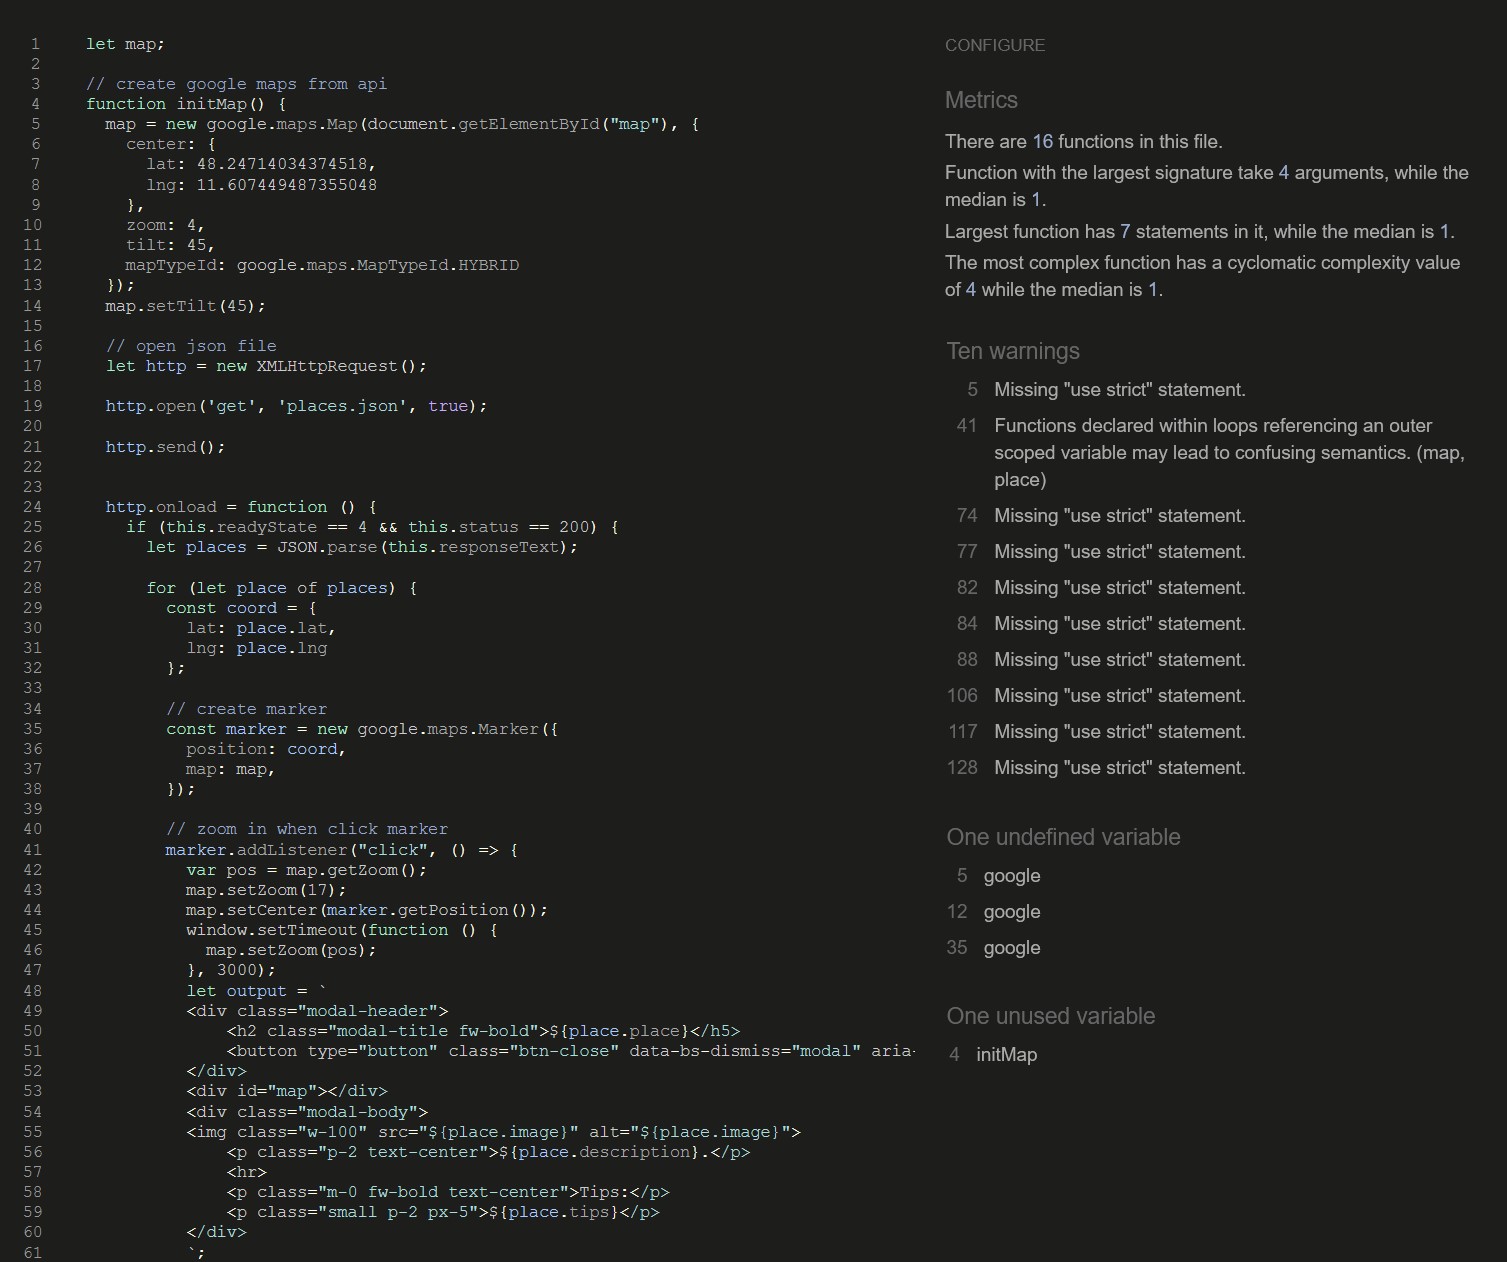 1 let map;
2
3 // create google maps from api
4 function initMap() {
5 map = new google.maps.Map(document.getElementById("map"), {
6 center: {
7 lat: 48.24714034374518,
8 lng: 11.607449487355048
9 },
10 zoom: 4,
11 tilt: 45,
12 mapTypeId: google.maps.MapTypeId.HYBRID
13 });
14 map.setTilt(45);
15
16 // open json file
17 let http = new XMLHttpRequest();
18
19 http.open('get', 'places.json', true);
20
21 http.send();
22
23
24 http.onload = function () {
25 if (this.readyState == 4 && this.status == 200) {
26 let places = JSON.parse(this.responseText);
27
28 for (let place of places) {
29 const coord = {
30 lat: place.lat,
31 lng: place.lng
32 };
33
34 // create marker
35 const marker = new google.maps.Marker({
36 position: coord,
37 map: map,
38 });
39
40 // zoom in when click marker
41 marker.addListener("click", () => {
42 var pos = map.getZoom();
43 map.setZoom(17);
44 map.setCenter(marker.getPosition());
45 window.setTimeout(function () {
46 map.setZoom(pos);
47 }, 3000);
48 let output = `
49 <div class="modal-header">
50 <h2 class="modal-title fw-bold">${place.place}</h5>
51 <button type="button" class="btn-close" data-bs-dismiss="modal" aria-
52 </div>
53 <div id="map"></div>
54 <div class="modal-body">
55 <img class="w-100" src="${place.image}" alt="${place.image}">
56 <p class="p-2 text-center">${place.description}.</p>
57 <hr>
58 <p class="m-0 fw-bold text-center">Tips:</p>
59 <p class="small p-2 px-5">${place.tips}</p>
60 </div>
61 `;
CONFIGURE
Metrics
There are 16 functions in this file.
Function with the largest signature take 4 arguments, while the
median is 1.
Largest function has 7 statements in it, while the median is 1.
The most complex function has a cyclomatic complexity value
of 4 while the median is 1.
Ten warnings
5 Missing "use strict" statement.
41 Functions declared within loops referencing an outer
scoped variable may lead to confusing semantics. (map,
place)
74 Missing "use strict" statement.
77 Missing "use strict" statement.
82 Missing "use strict" statement.
84 Missing "use strict" statement.
88 Missing "use strict" statement.
106 Missing "use strict" statement.
117 Missing "use strict" statement.
128 Missing "use strict" statement.
One undefined variable
5 google
12 google
35 google
One unused variable
4 initMap